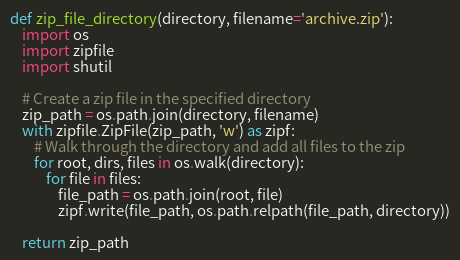 def zip_file_directory(directory, filename='archive.zip'):
    import os
    import zipfile
    import shutil

    # Create a zip file in the specified directory
    zip_path = os.path.join(directory, filename)
    with zipfile.ZipFile(zip_path, 'w') as zipf:
        # Walk through the directory and add all files to the zip
        for root, dirs, files in os.walk(directory):
            for file in files:
                file_path = os.path.join(root, file)
                zipf.write(file_path, os.path.relpath(file_path, directory))

    return zip_path